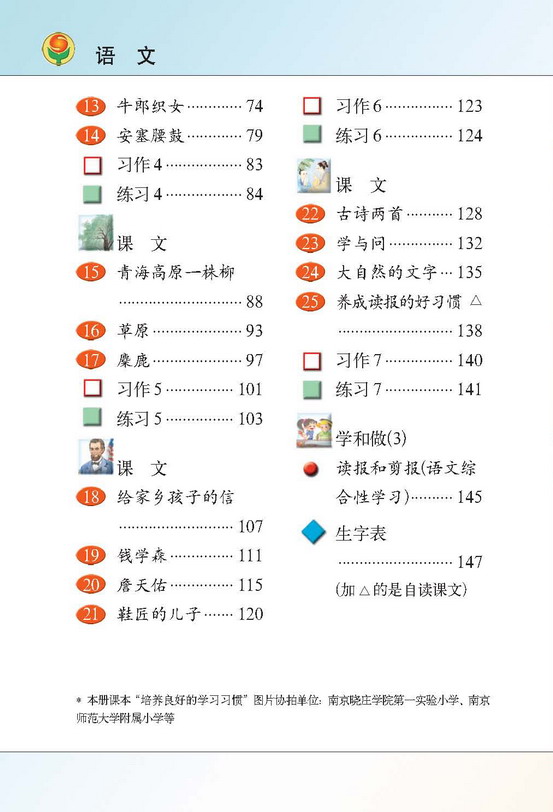 语 文
13 牛郎织女············· 74
14 安塞腰鼓············· 79
习作 4 ·················· 83
练习 4 ·················· 84
课 文
15 青海高原一株柳
····························· 88
16 草原··················· 93
17 麋鹿··················· 97
习作 5 ················ 101
练习 5 ················ 103
课 文
18 给家乡孩子的信
··························· 107
19 钱学森··············· 111
20 詹天佑··············· 115
21 鞋匠的儿子······· 120
习作 6 ················ 123
练习 6 ················ 124
课 文
22 古诗两首··········· 128
23 学与问··············· 132
24 大自然的文字··· 135
25 养成读报的好习惯 △
··························· 138
习作 7 ················ 140
练习 7 ················ 141
学和做(3)
读报和剪报(语文综
合性学习)·········· 145
生字表
··························· 147
(加△的是自读课文)
* 本册课本“培养良好的学习习惯”图片协拍单位：南京晓庄学院第一实验小学、南京
师范大学附属小学等